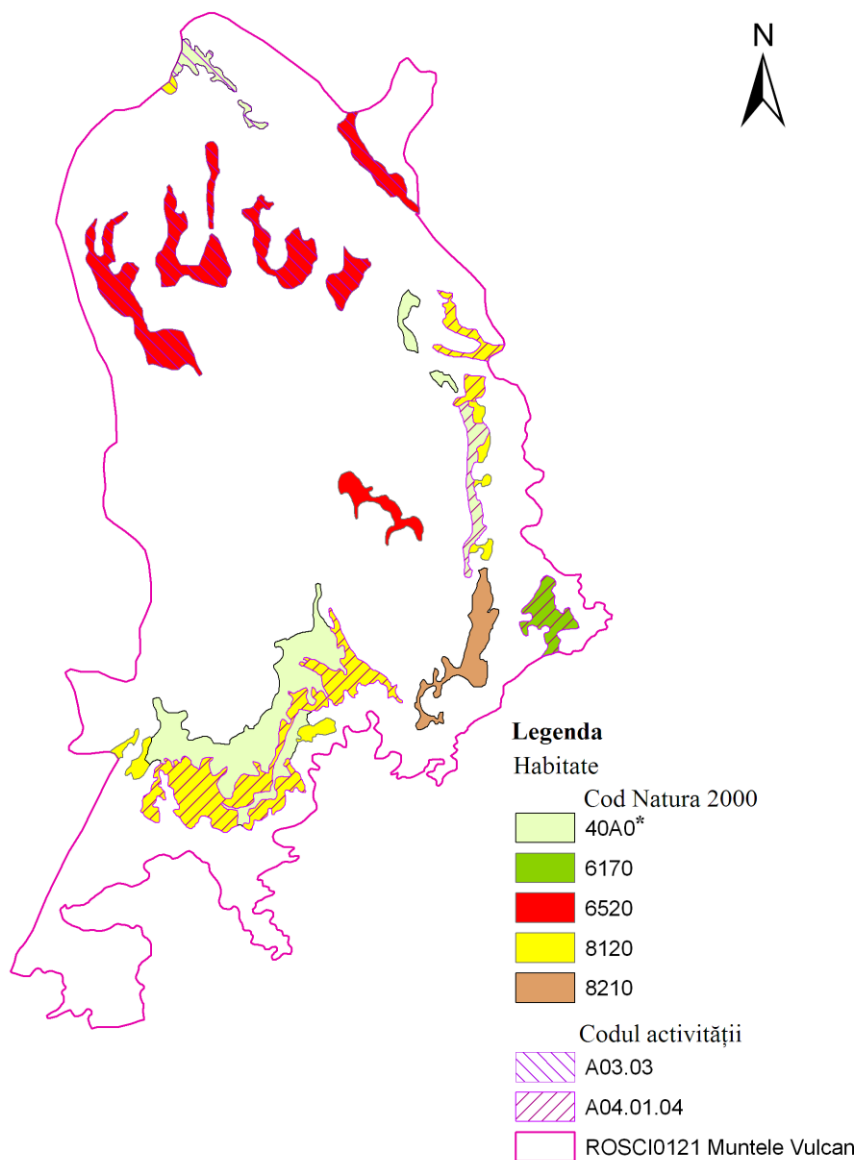 N
Legenda
Habitate
Cod Natura 2000
40A0*
6170
6520
8120
8210
Codul activității
A03.03
A04.01.04
ROSCI0121 Muntele Vulcan